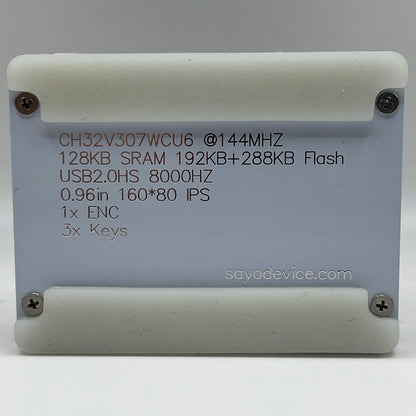 CH32V307WCU6 @144MHZ
128KB SRAM 192KB+288KB Flash
USB2.0HS 8000HZ
0.96in 160*80 IPS
1x ENC
3x Keys
sayodevice.com